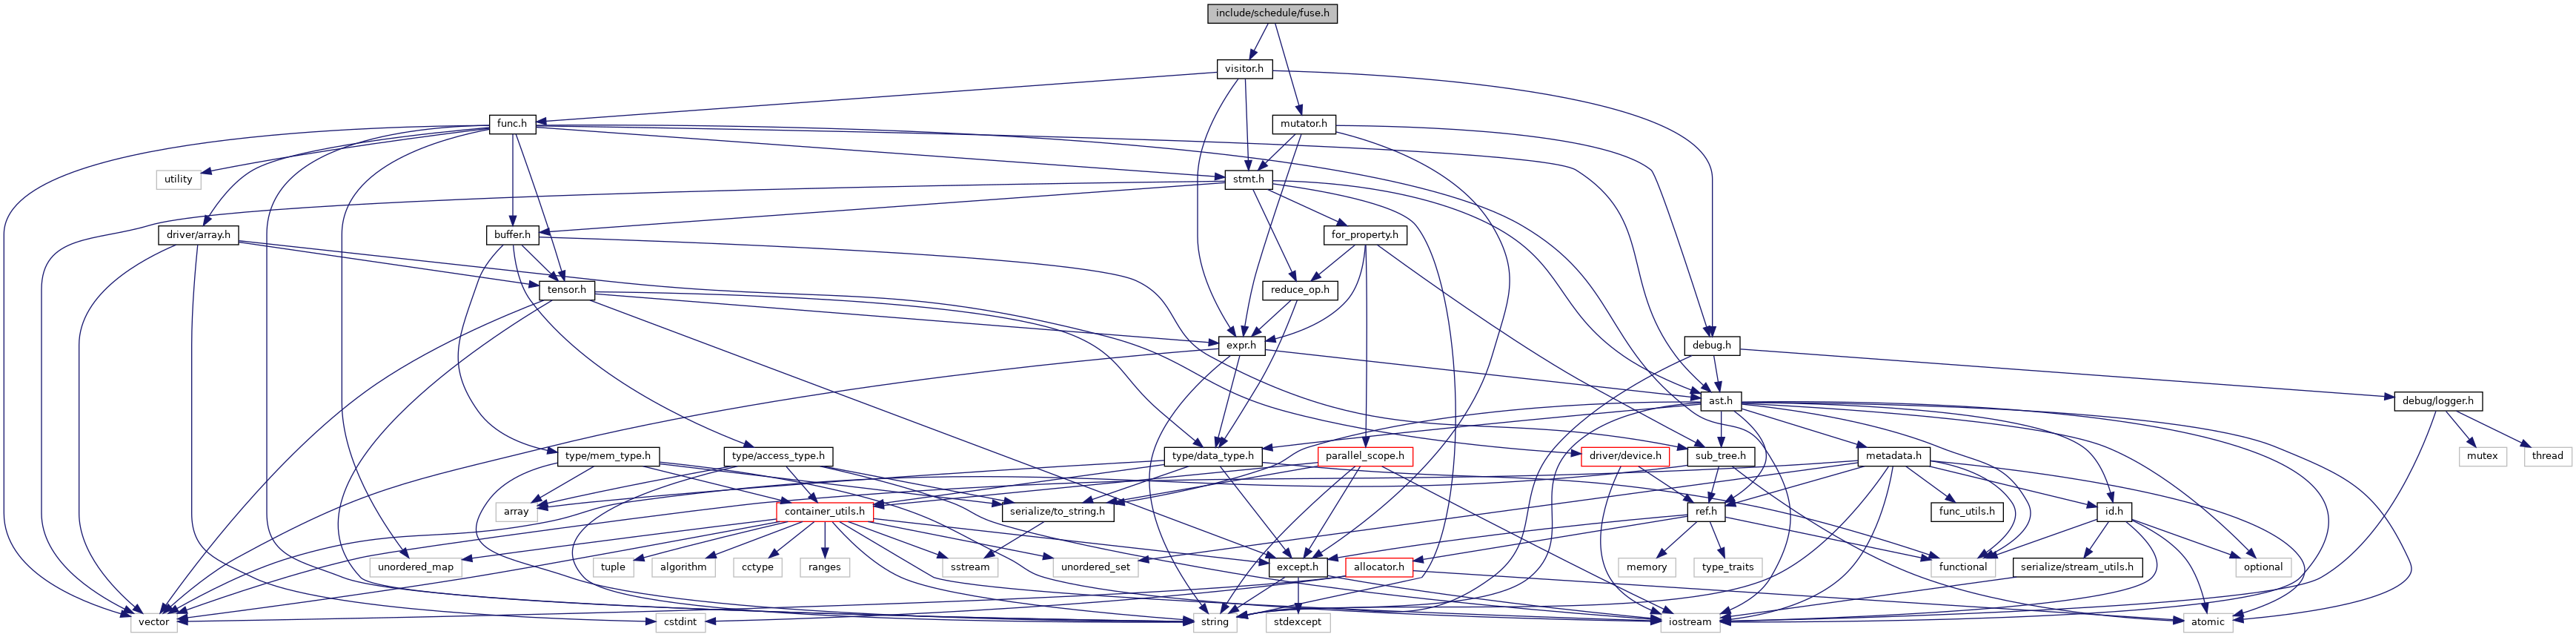 include/schedule/fuse.h
visitor.h
func.h
mutator.h
utility
stmt.h
driver/array.h
buffer.h
for_property.h
tensor.h
reduce_op.h
expr.h
debug.h
ast.h
debug/logger.h
type/mem_type.h
type/access_type.h
type/data_type.h
parallel_scope.h
driver/device.h
sub_tree.h
metadata.h
mutex
thread
array
container_utils.h
serialize/to_string.h
ref.h
func_utils.h
id.h
unordered_map
tuple
algorithm
cctype
ranges
sstream
unordered_set
except.h
allocator.h
memory
type_traits
functional
serialize/stream_utils.h
optional
vector
cstdint
string
stdexcept
iostream
atomic